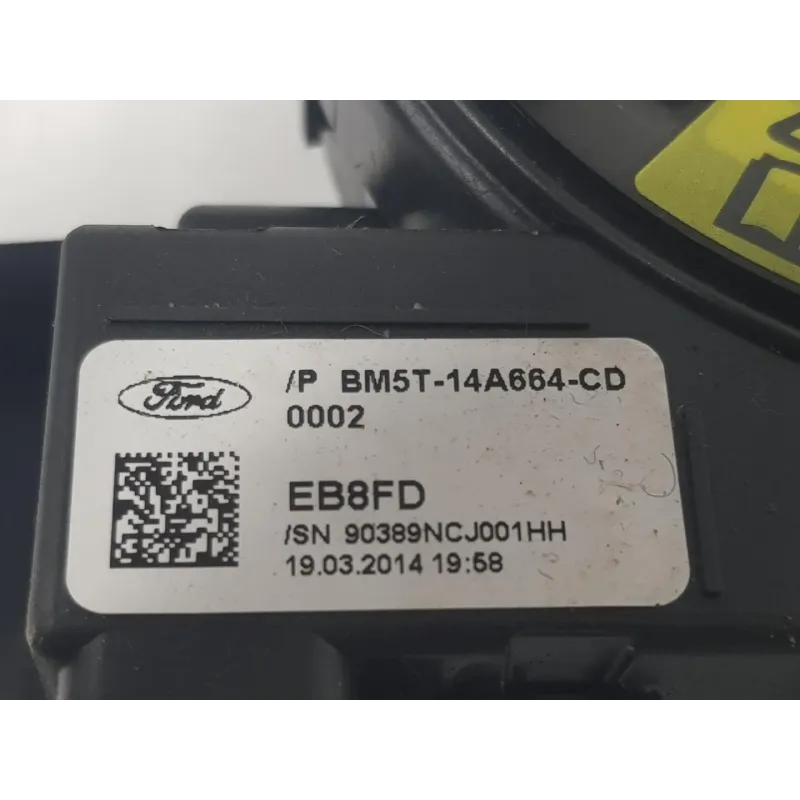 Ford
/P BM5T-14A664-CD
0002
EB8FD
/SN 90389NCJ001HH
19.03.2014 19:58